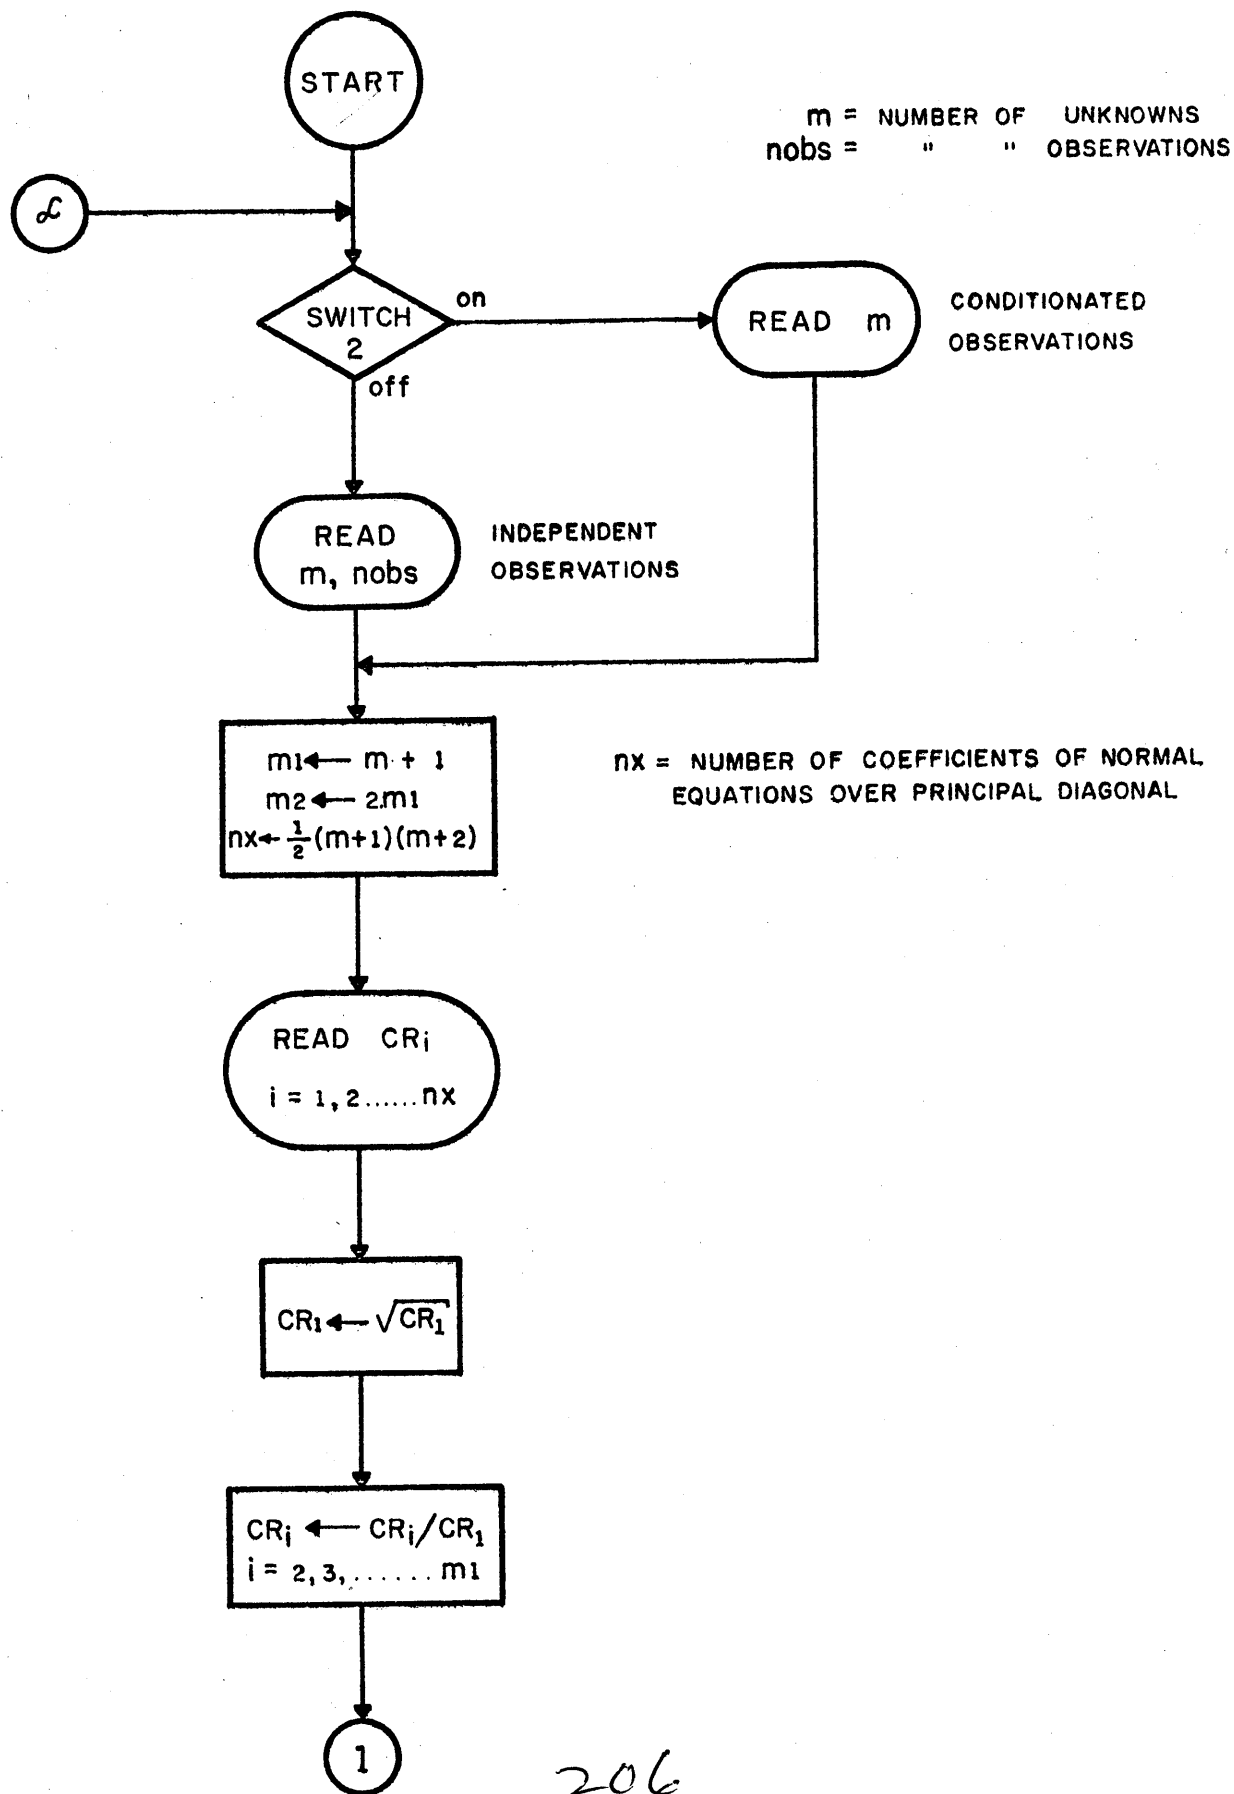 START
m = NUMBER OF UNKNOWNS
nobs = " " OBSERVATIONS
SWITCH
2
on
off
READ m
CONDITIONATED
OBSERVATIONS
READ
m, nobs
INDEPENDENT
OBSERVATIONS
m1← m + 1
m2← 2.m1
nx← 1/2 (m+1)(m+2)
nx = NUMBER OF COEFFICIENTS OF NORMAL
EQUATIONS OVER PRINCIPAL DIAGONAL
READ CRi
i = 1, 2......nx
CR1← √CR1
CRi ← CRi/CR1
i = 2, 3, ...... m1
1
206